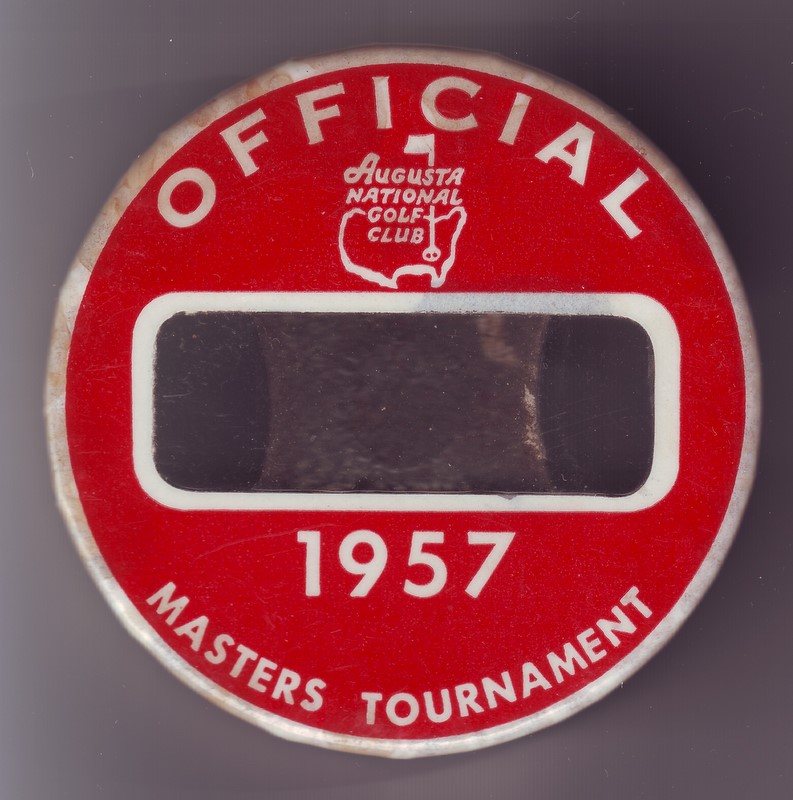 OFFICIAL
AUGUSTA
NATIONAL
GOLF
CLUB
1957
MASTERS TOURNAMENT